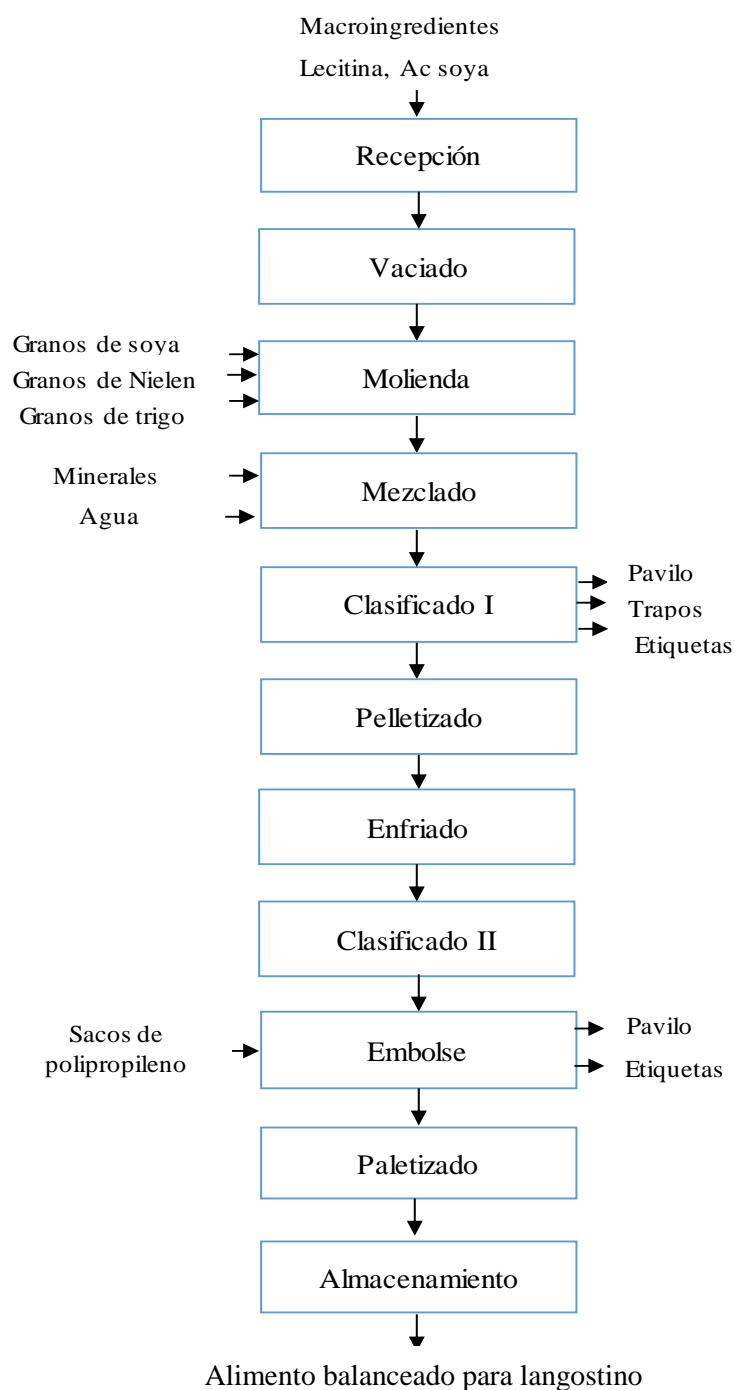 Macroingredientes
Lecitina, Ac soya
Recepción
Vaciado
Granos de soya
Granos de Nielen
Granos de trigo
Molienda
Minerales
Agua
Mezclado
Clasificado I
Pavilo
Trapos
Etiquetas
Pelletizado
Enfriado
Clasificado II
Sacos de
polipropileno
Embolse
Pavilo
Etiquetas
Paletizado
Almacenamiento
Alimento balanceado para langostino